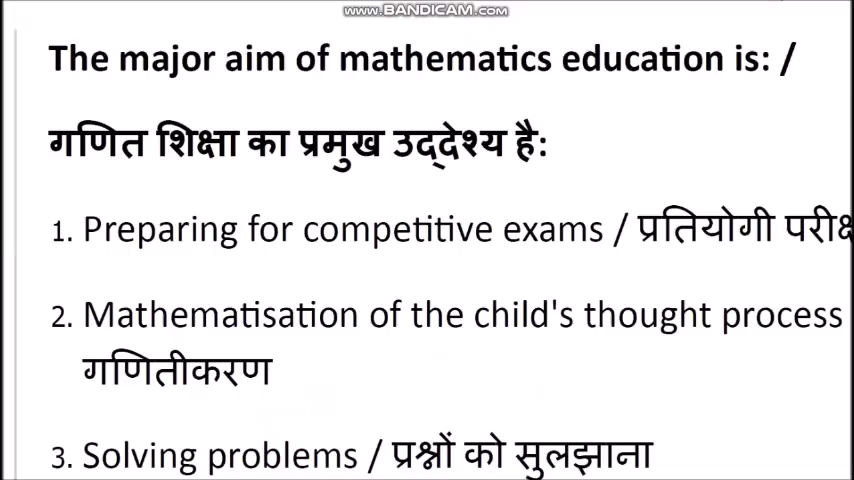 www.BANDICAM.com
The major aim of mathematics education is: /
गणित शिक्षा का प्रमुख उद्देश्य है:
1. Preparing for competitive exams / प्रतियोगी
2. Mathematisation of the child's thought process
गणितीकरण
3. Solving problems / प्रश्नों को सुलझाना